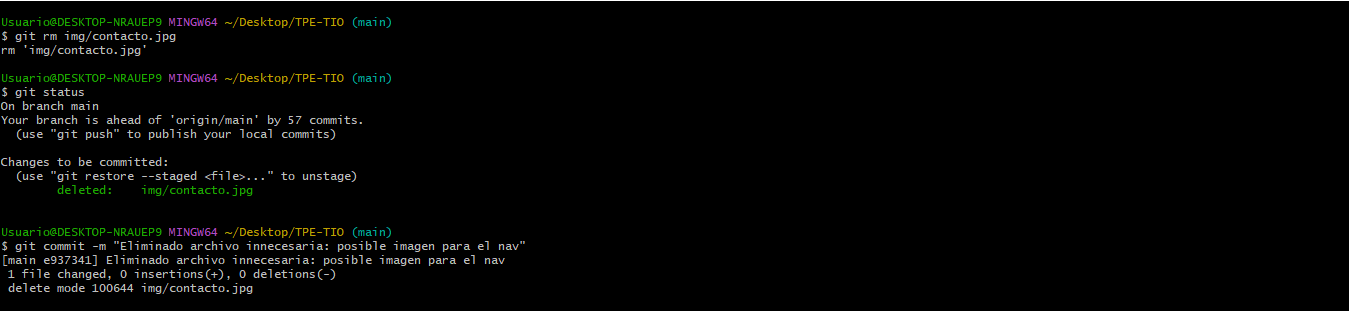 Usuario@DESKTOP-NRAUEP9 MINGW64 ~/Desktop/TPE-TIO (main)
$ git rm img/contacto.jpg
rm 'img/contacto.jpg'
Usuario@DESKTOP-NRAUEP9 MINGW64 ~/Desktop/TPE-TIO (main)
$ git status
On branch main
Your branch is ahead of 'origin/main' by 57 commits.
(use "git push" to publish your local commits)
Changes to be committed:
(use "git restore --staged <file>..." to unstage)
deleted: img/contacto.jpg
Usuario@DESKTOP-NRAUEP9 MINGW64 ~/Desktop/TPE-TIO (main)
$ git commit -m "Eliminado archivo innecesaria: posible imagen para el nav"
[main e937341] Eliminado archivo innecesaria: posible imagen para el nav
1 file changed, 0 insertions(+), 0 deletions(-)
delete mode 100644 img/contacto.jpg